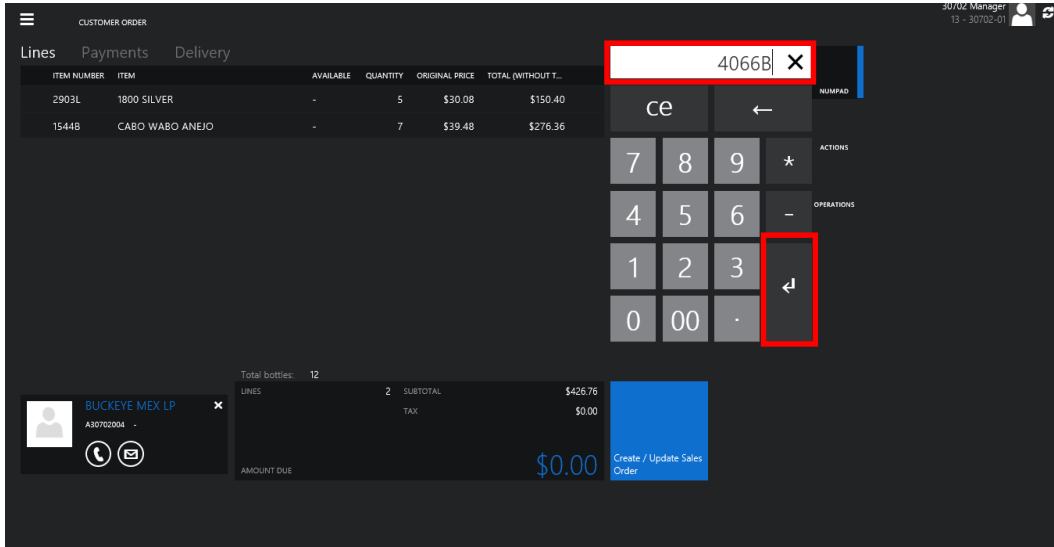 30702 Manager
13 - 30702-01
CUSTOMER ORDER
Lines Payments Delivery
ITEM NUMBER ITEM AVAILABLE QUANTITY ORIGINAL PRICE TOTAL (WITHOUT T...
2903L 1800 SILVER - 5 $30.08 $150.40
1544B CABO WABO ANEJO - 7 $39.48 $276.36
4066B
NUMPAD
ce
7 8 9 *
ACTIONS
4 5 6 -
OPERATIONS
1 2 3
0 00 .
Total bottles: 12
LINES 2 SUBTOTAL $426.76
TAX $0.00
AMOUNT DUE $0.00
BUCKEYE MEX LP
A30702004 -
Create / Update Sales
Order